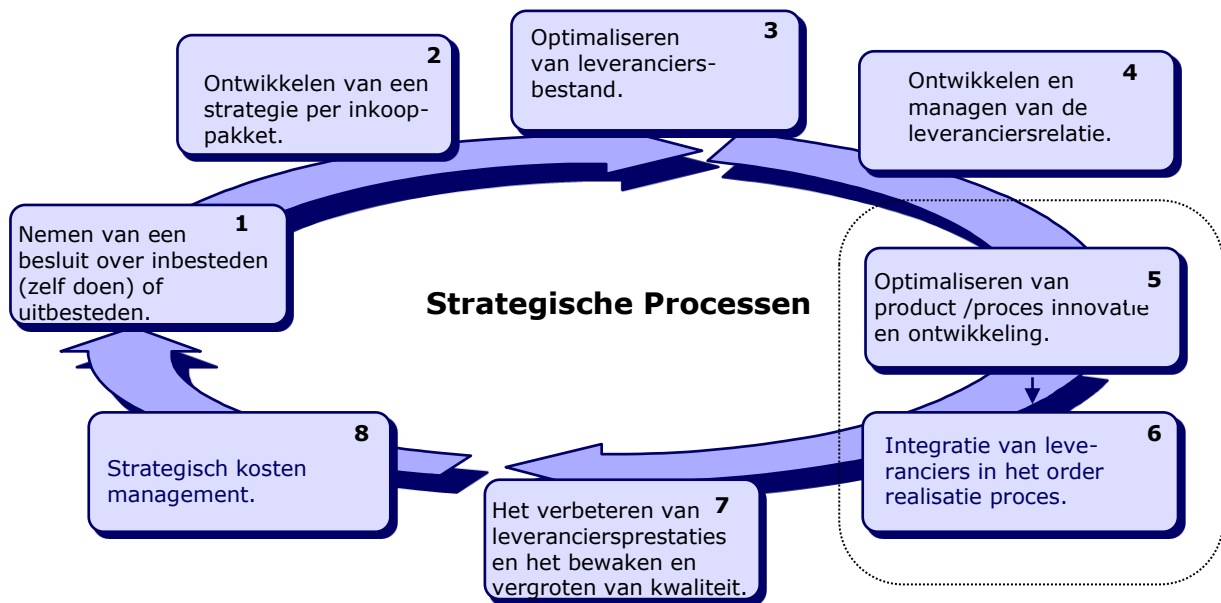 1
Nemen van een
besluit over inbesteden
(zelf doen) of
uitbesteden.
2
Ontwikkelen van een
strategie per inkoop-
pakket.
3
Optimaliseren
van leveranciers-
bestand.
4
Ontwikkelen en
managen van de
leveranciersrelatie.
Strategische Processen
5
Optimaliseren van
product /proces innovatie
en ontwikkeling.
6
Integratie van leve-
ranciers in het order
realisatie proces.
7
Het verbeteren van
leveranciersprestaties
en het bewaken en
vergroten van kwaliteit.
8
Strategisch kosten
management.